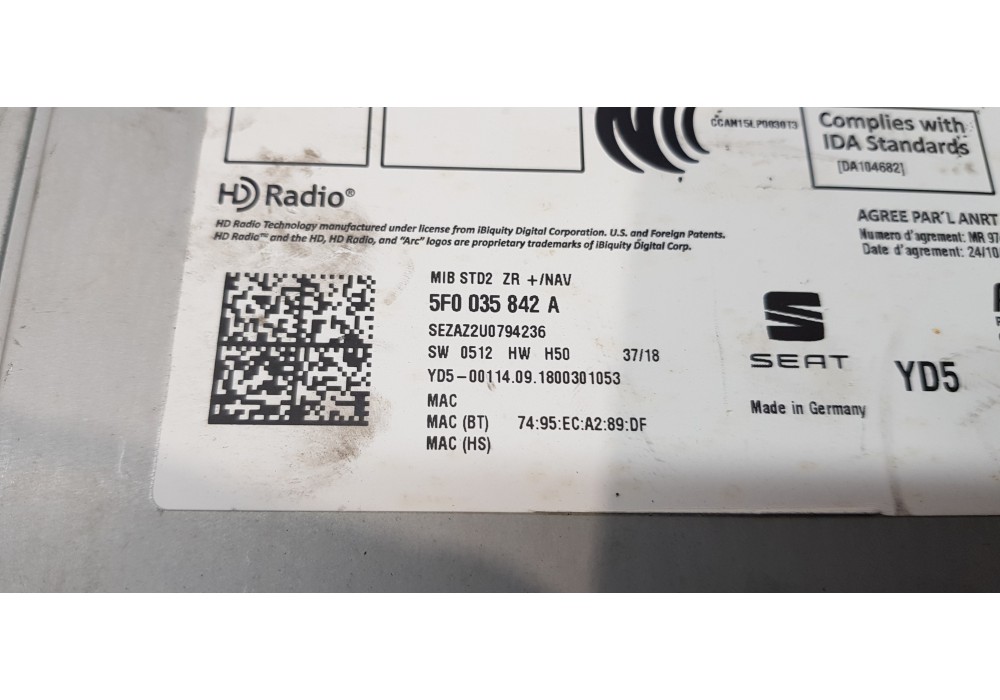 CCAM15LP0030T3
Complies with
IDA Standards
[DA104682]
HD Radio®
HD Radio Technology manufactured under license from iBiquity Digital Corporation. U.S. and Foreign Patents.
HD Radio™ and the HD, HD Radio, and "Arc" logos are proprietary trademarks of iBiquity Digital Corp.
AGREE PAR'L ANRT
Numero d'agrement: MR 97
Date d'agrement: 24/10
MIB STD2 ZR +/NAV
5F0 035 842 A
SEZAZ2U0794236
SW 0512 HW H50 37/18
YD5-00114.09.1800301053
MAC
MAC (BT) 74:95:EC:A2:89:DF
MAC (HS)
SEAT
YD5
Made in Germany